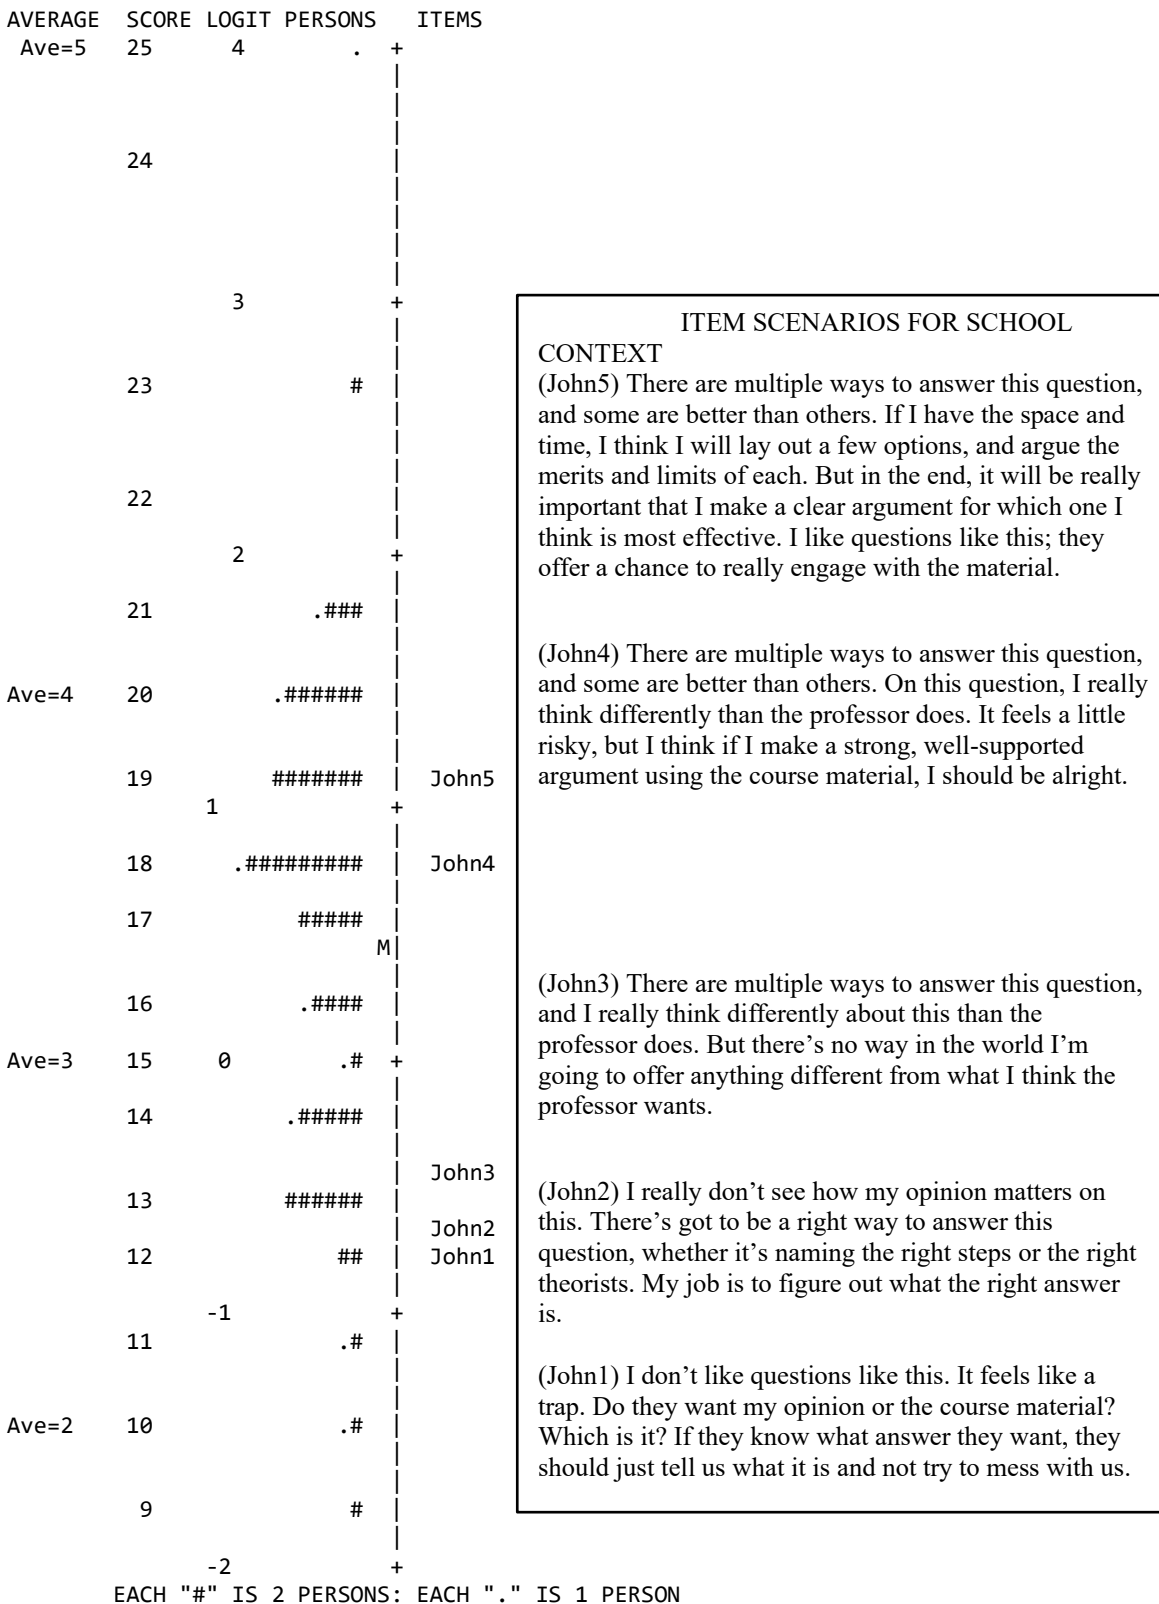 AVERAGE SCORE LOGIT PERSONS ITEMS
Ave=5 25 4 . +
|
|
|
24 |
|
|
|
|
3 +
|
|
23 # |
|
|
|
22 |
|
2 +
|
21 .### |
|
|
Ave=4 20 .###### |
|
|
19 ####### | John5
1 +
|
18 .######### | John4
|
17 ##### |
M|
|
16 .#### |
|
Ave=3 15 0 .# +
|
14 .##### |
|
| John3
13 ###### |
| John2
12 ## | John1
|
-1 +
11 .# |
|
|
Ave=2 10 .# |
|
|
9 # |
|
-2 +
EACH "#" IS 2 PERSONS: EACH "." IS 1 PERSON
ITEM SCENARIOS FOR SCHOOL
CONTEXT
(John5) There are multiple ways to answer this question,
and some are better than others. If I have the space and
time, I think I will lay out a few options, and argue the
merits and limits of each. But in the end, it will be really
important that I make a clear argument for which one I
think is most effective. I like questions like this; they
offer a chance to really engage with the material.
(John4) There are multiple ways to answer this question,
and some are better than others. On this question, I really
think differently than the professor does. It feels a little
risky, but I think if I make a strong, well-supported
argument using the course material, I should be alright.
(John3) There are multiple ways to answer this question,
and I really think differently about this than the
professor does. But there’s no way in the world I’m
going to offer anything different from what I think the
professor wants.
(John2) I really don’t see how my opinion matters on
this. There’s got to be a right way to answer this
question, whether it’s naming the right steps or the right
theorists. My job is to figure out what the right answer
is.
(John1) I don’t like questions like this. It feels like a
trap. Do they want my opinion or the course material?
Which is it? If they know what answer they want, they
should just tell us what it is and not try to mess with us.